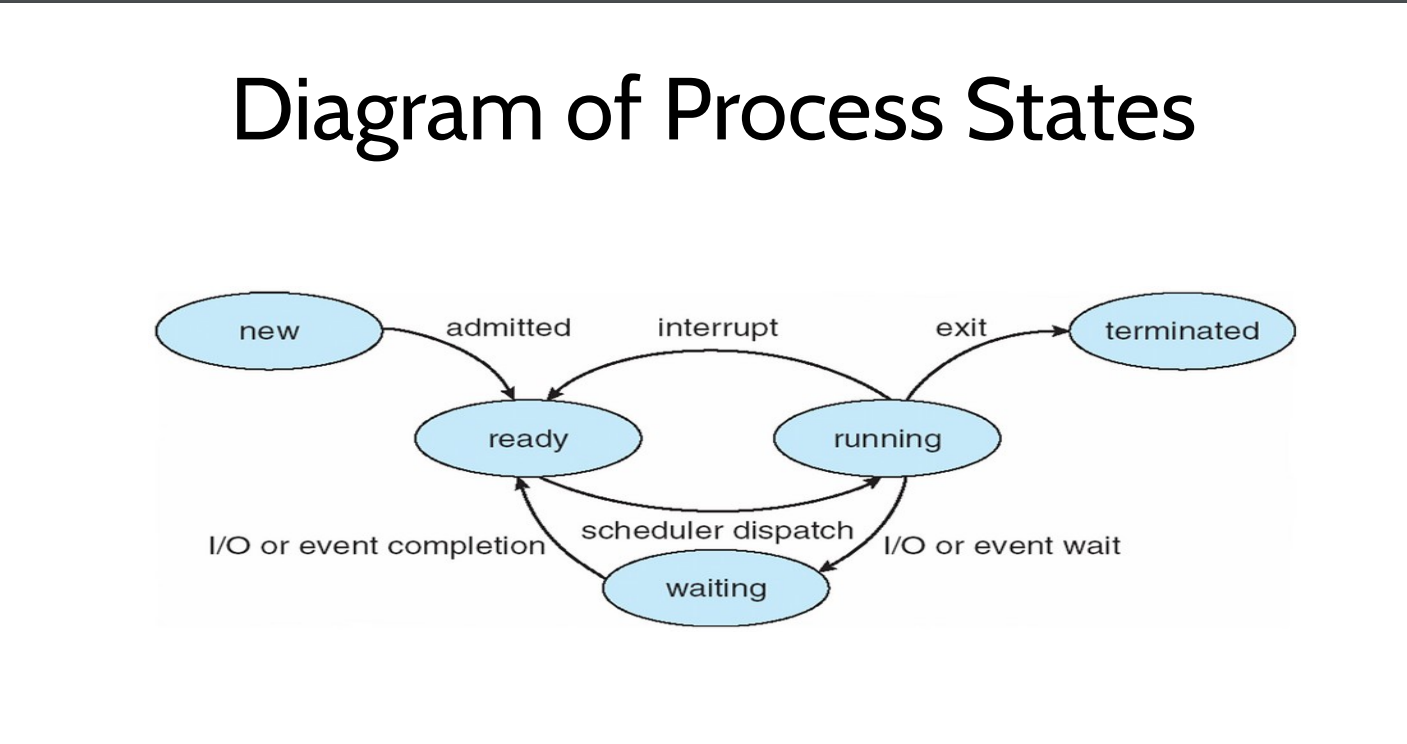 Diagram of Process States
new
admitted
interrupt
exit
terminated
ready
running
scheduler dispatch
I/O or event completion
I/O or event wait
waiting